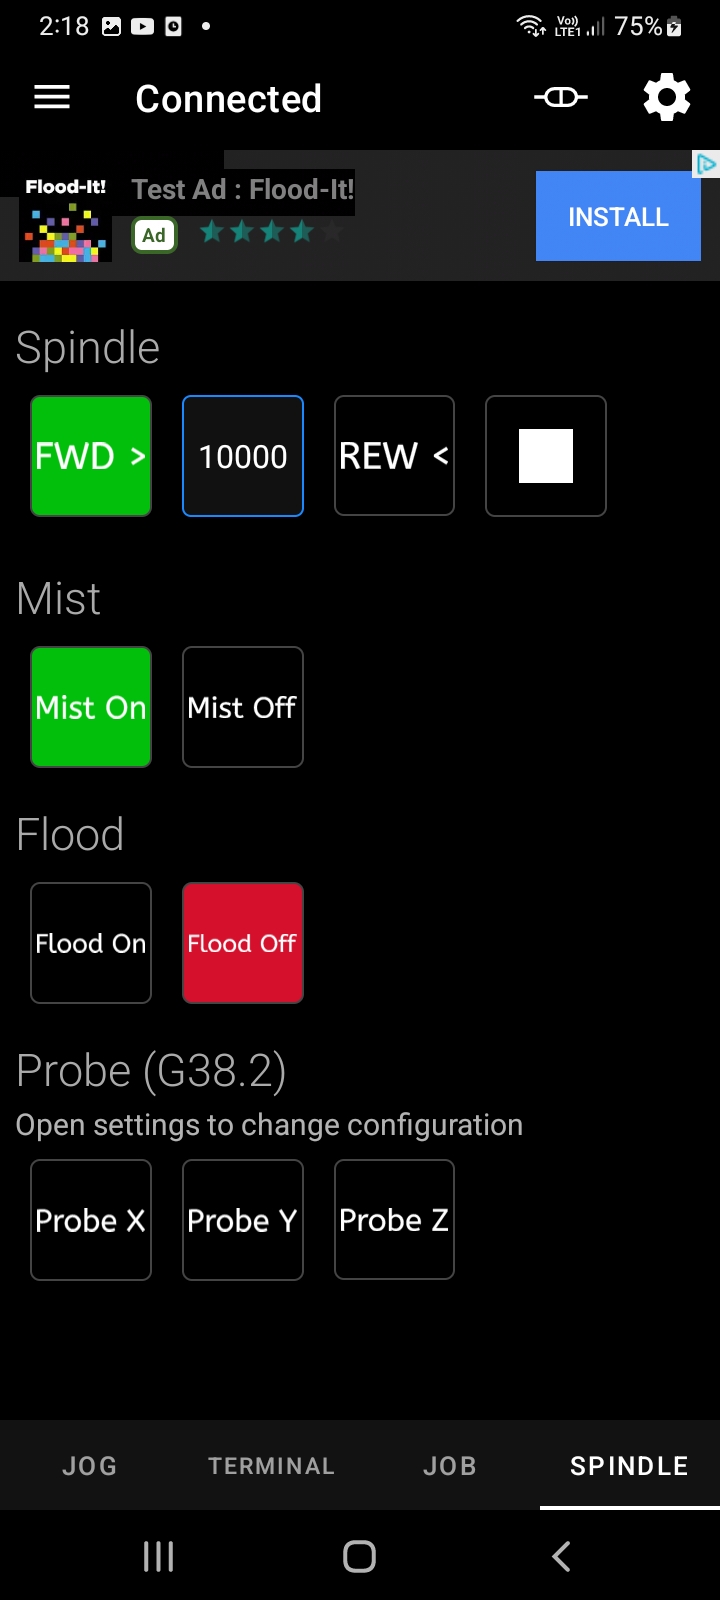 2:18 Vo) LTE1 75%
Connected
Flood-It!
Test Ad : Flood-It!
Ad
INSTALL
Spindle
FWD > 10000 REW <
Mist
Mist On Mist Off
Flood
Flood On Flood Off
Probe (G38.2)
Open settings to change configuration
Probe X Probe Y Probe Z
JOG TERMINAL JOB SPINDLE